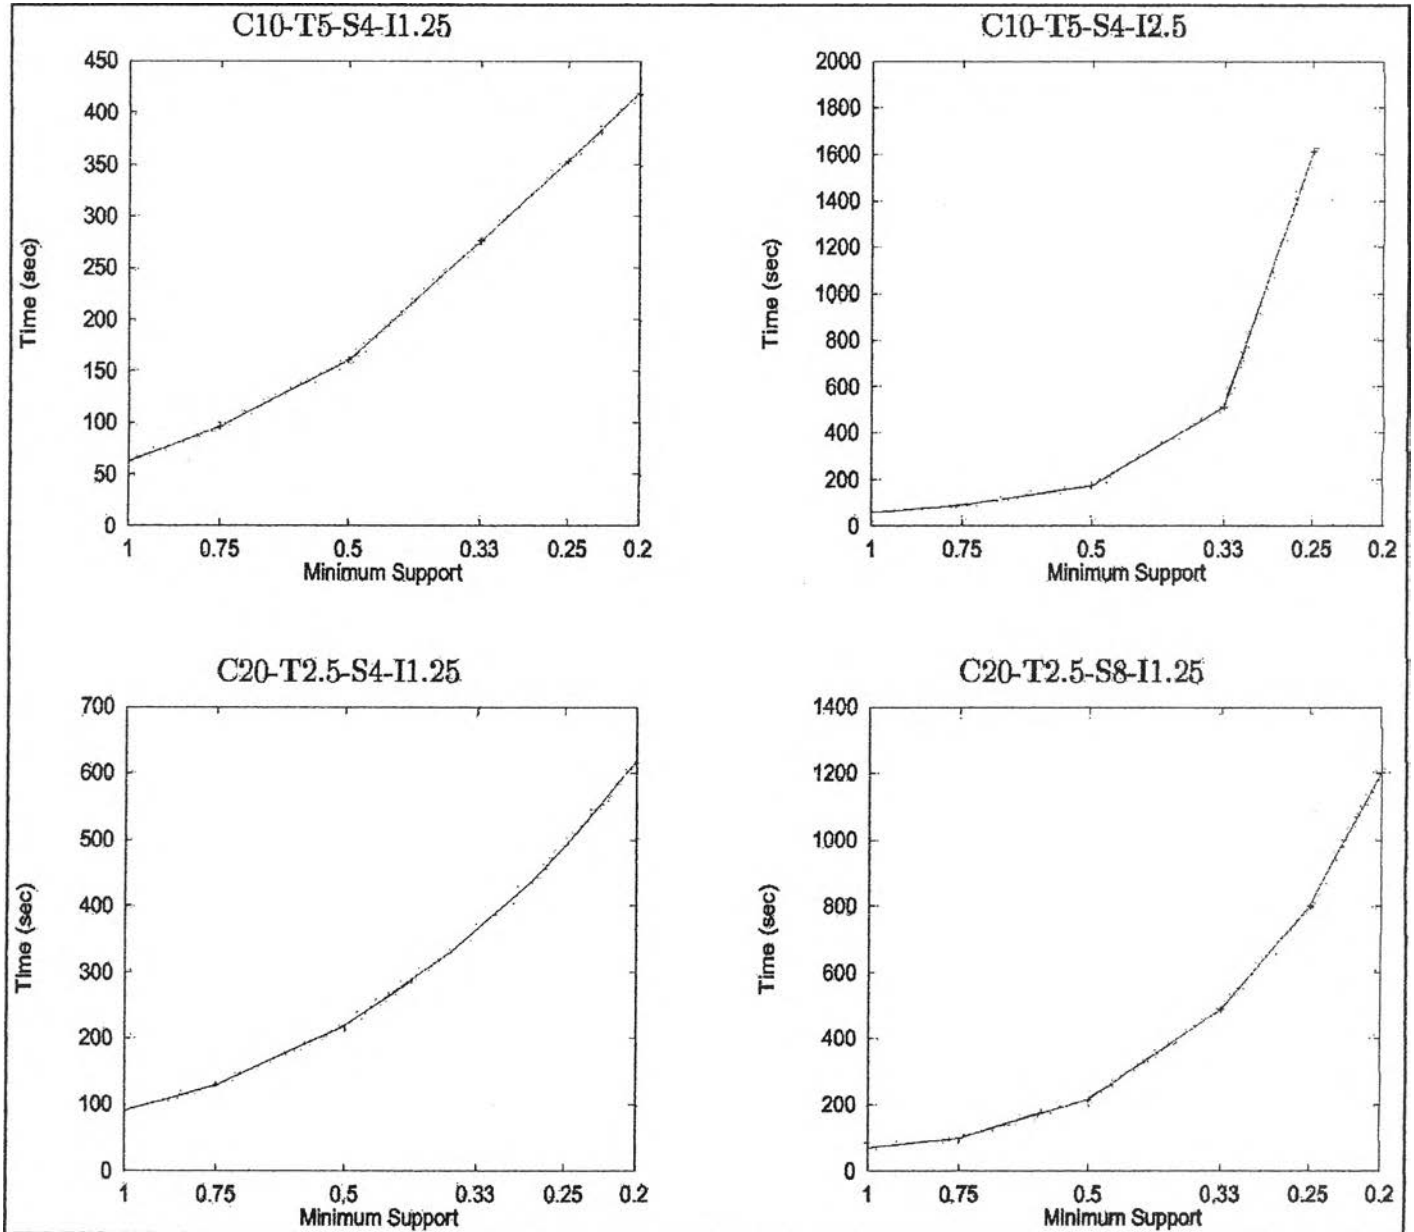 C10-T5-S4-I1.25
450
400
350
300
250
200
150
100
50
0
Time (sec)
1 0.75 0.5 0.33 0.25 0.2
Minimum Support
C10-T5-S4-I2.5
2000
1800
1600
1400
1200
1000
800
600
400
200
0
Time (sec)
1 0.75 0.5 0.33 0.25 0.2
Minimum Support
C20-T2.5-S4-I1.25
700
600
500
400
300
200
100
0
Time (sec)
1 0.75 0.5 0.33 0.25 0.2
Minimum Support
C20-T2.5-S8-I1.25
1400
1200
1000
800
600
400
200
0
Time (sec)
1 0.75 0.5 0.33 0.25 0.2
Minimum Support